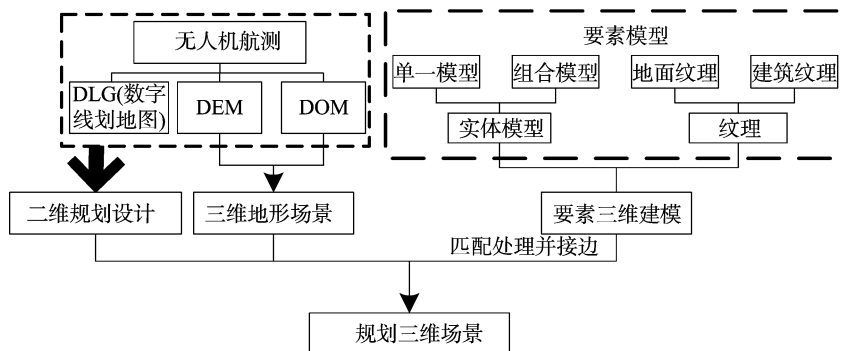 无人机航测
要素模型
单一模型
组合模型
地面纹理
建筑纹理
DLG(数字
线划地图)
DEM
DOM
实体模型
纹理
二维规划设计
三维地形场景
要素三维建模
匹配处理并接边
规划三维场景